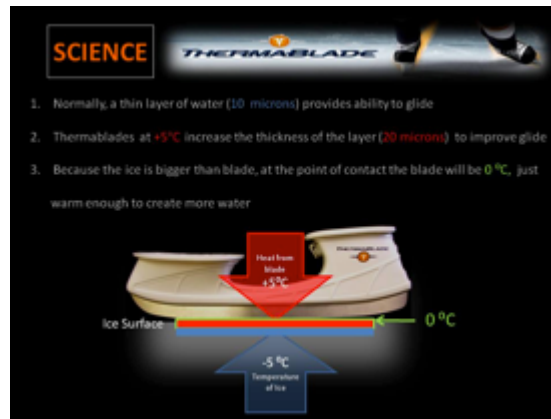 SCIENCE
THERMABLADE
1. Normally, a thin layer of water (10 microns) provides ability to glide
2. Thermablades at +5°C increase the thickness of the layer (20 microns) to improve glide
3. Because the ice is bigger than blade, at the point of contact the blade will be 0 °C, just
warm enough to create more water
THERMABLADE
Heat from
blade
+5°C
Ice Surface
0 °C
-5 °C
Temperature
of Ice